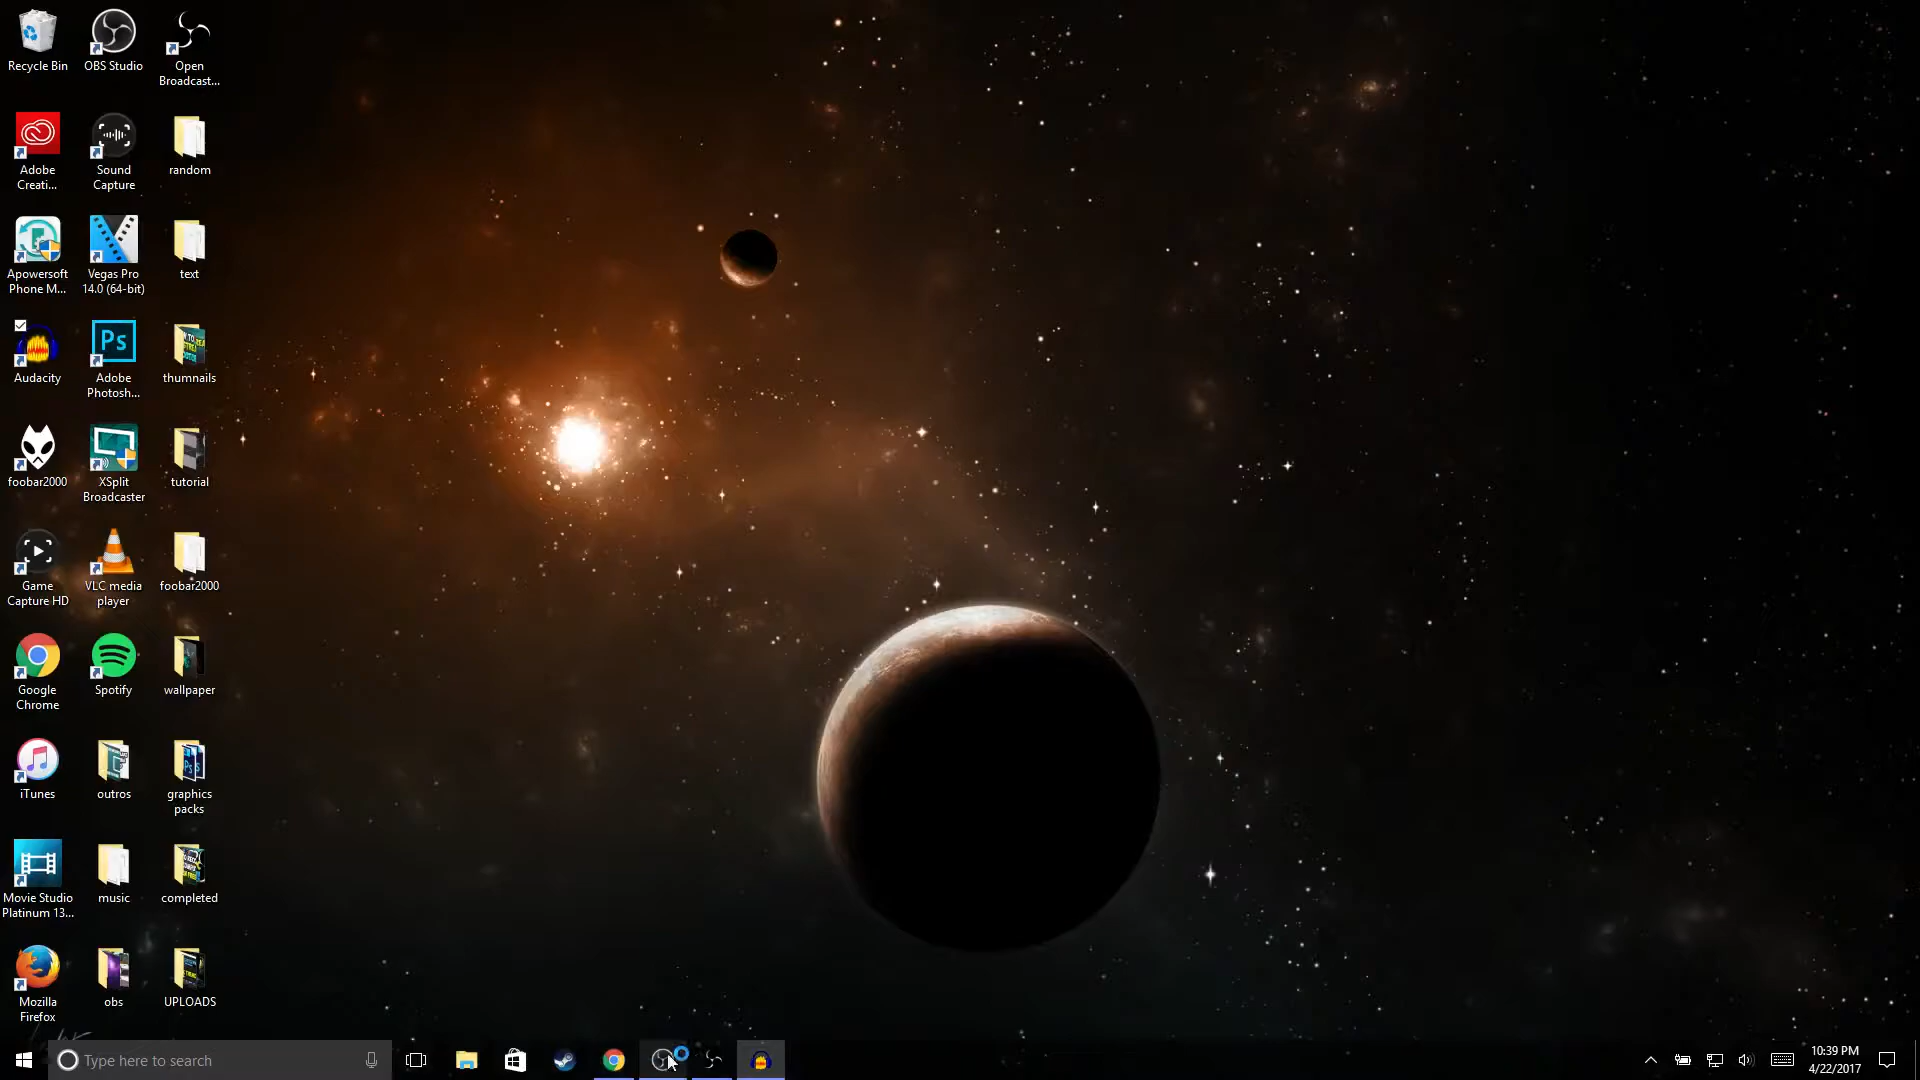 Recycle Bin
OBS Studio
Open
Broadcast...
Adobe
Creati...
Sound
Capture
random
Apowersoft
Phone M...
Vegas Pro
14.0 (64-bit)
text
Audacity
Ps
Adobe
Photosh...
thumnails
foobar2000
XSplit
Broadcaster
tutorial
Game
Capture HD
VLC media
player
foobar2000
Google
Chrome
Spotify
wallpaper
iTunes
outros
graphics
packs
Movie Studio
Platinum 13...
music
completed
Mozilla
Firefox
obs
UPLOADS
Type here to search
10:39 PM
4/22/2017